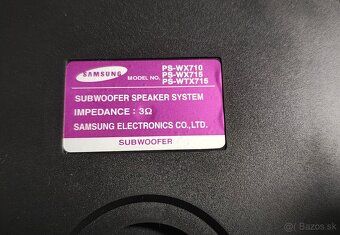 SAMSUNG
MODEL NO.
PS-WX710
PS-WX715
PS-WTX715
SUBWOOFER SPEAKER SYSTEM
IMPEDANCE : 3Ω
SAMSUNG ELECTRONICS CO., LTD.
SUBWOOFER
Bazos.sk